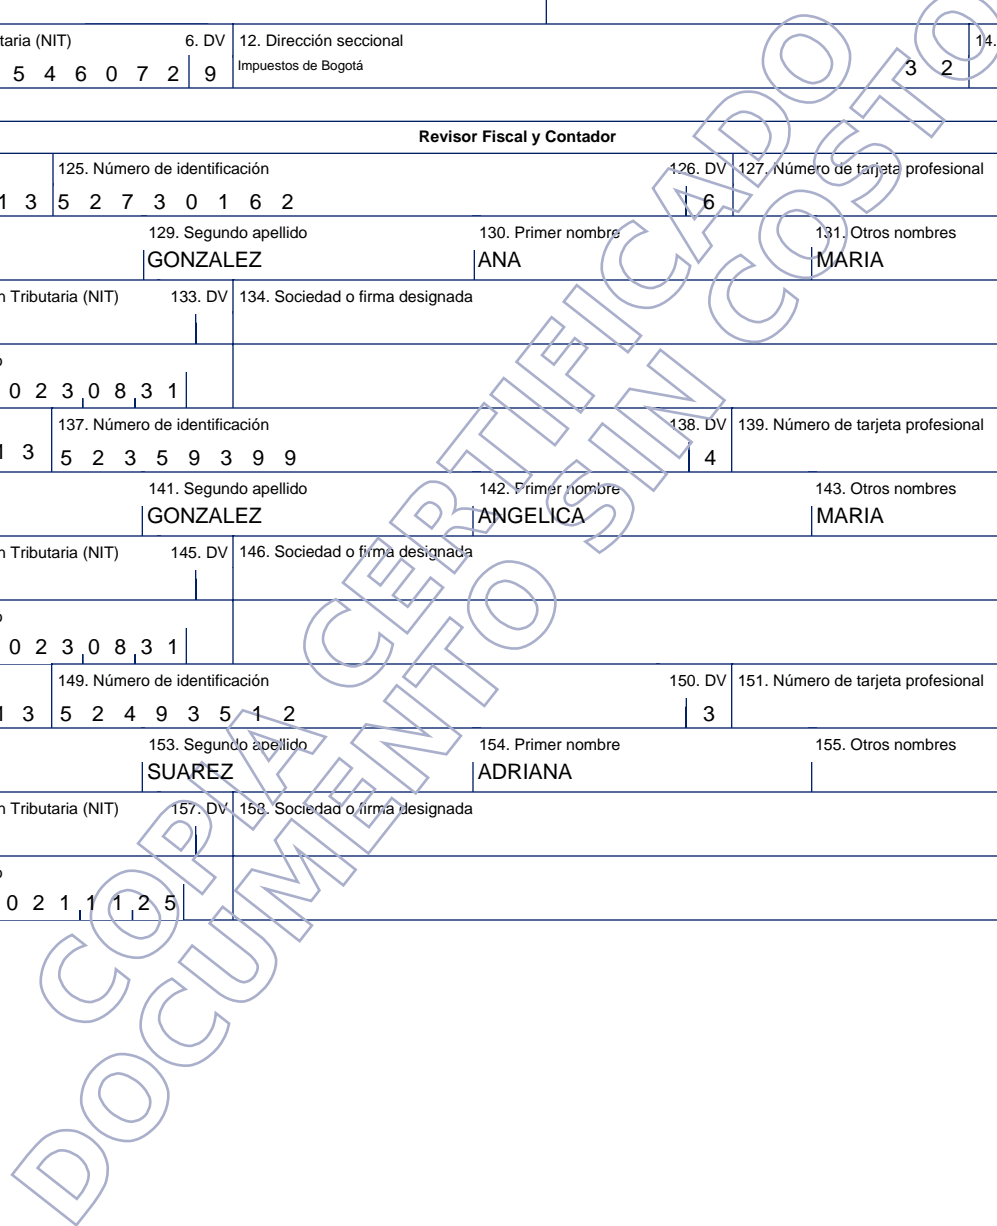 taria (NIT) 6. DV 12. Dirección seccional 14.
5 4 6 0 7 2 9 Impuestos de Bogotá 3 2
Revisor Fiscal y Contador
125. Número de identificación 126. DV 127. Número de tarjeta profesional
1 3 5 2 7 3 0 1 6 2 6
129. Segundo apellido 130. Primer nombre 131. Otros nombres
GONZALEZ ANA MARIA
n Tributaria (NIT) 133. DV 134. Sociedad o firma designada
o
0 2 3 0 8 3 1
137. Número de identificación 138. DV 139. Número de tarjeta profesional
1 3 5 2 3 5 9 3 9 9 4
141. Segundo apellido 142. Primer nombre 143. Otros nombres
GONZALEZ ANGELICA MARIA
n Tributaria (NIT) 145. DV 146. Sociedad o firma designada
o
0 2 3 0 8 3 1
149. Número de identificación 150. DV 151. Número de tarjeta profesional
1 3 5 2 4 9 3 5 1 2 3
153. Segundo apellido 154. Primer nombre 155. Otros nombres
SUAREZ ADRIANA
n Tributaria (NIT) 157. DV 158. Sociedad o firma designada
o
0 2 1 1 1 2 5
COPIA CERTIFICADO
DOCUMENTO SIN COSTO